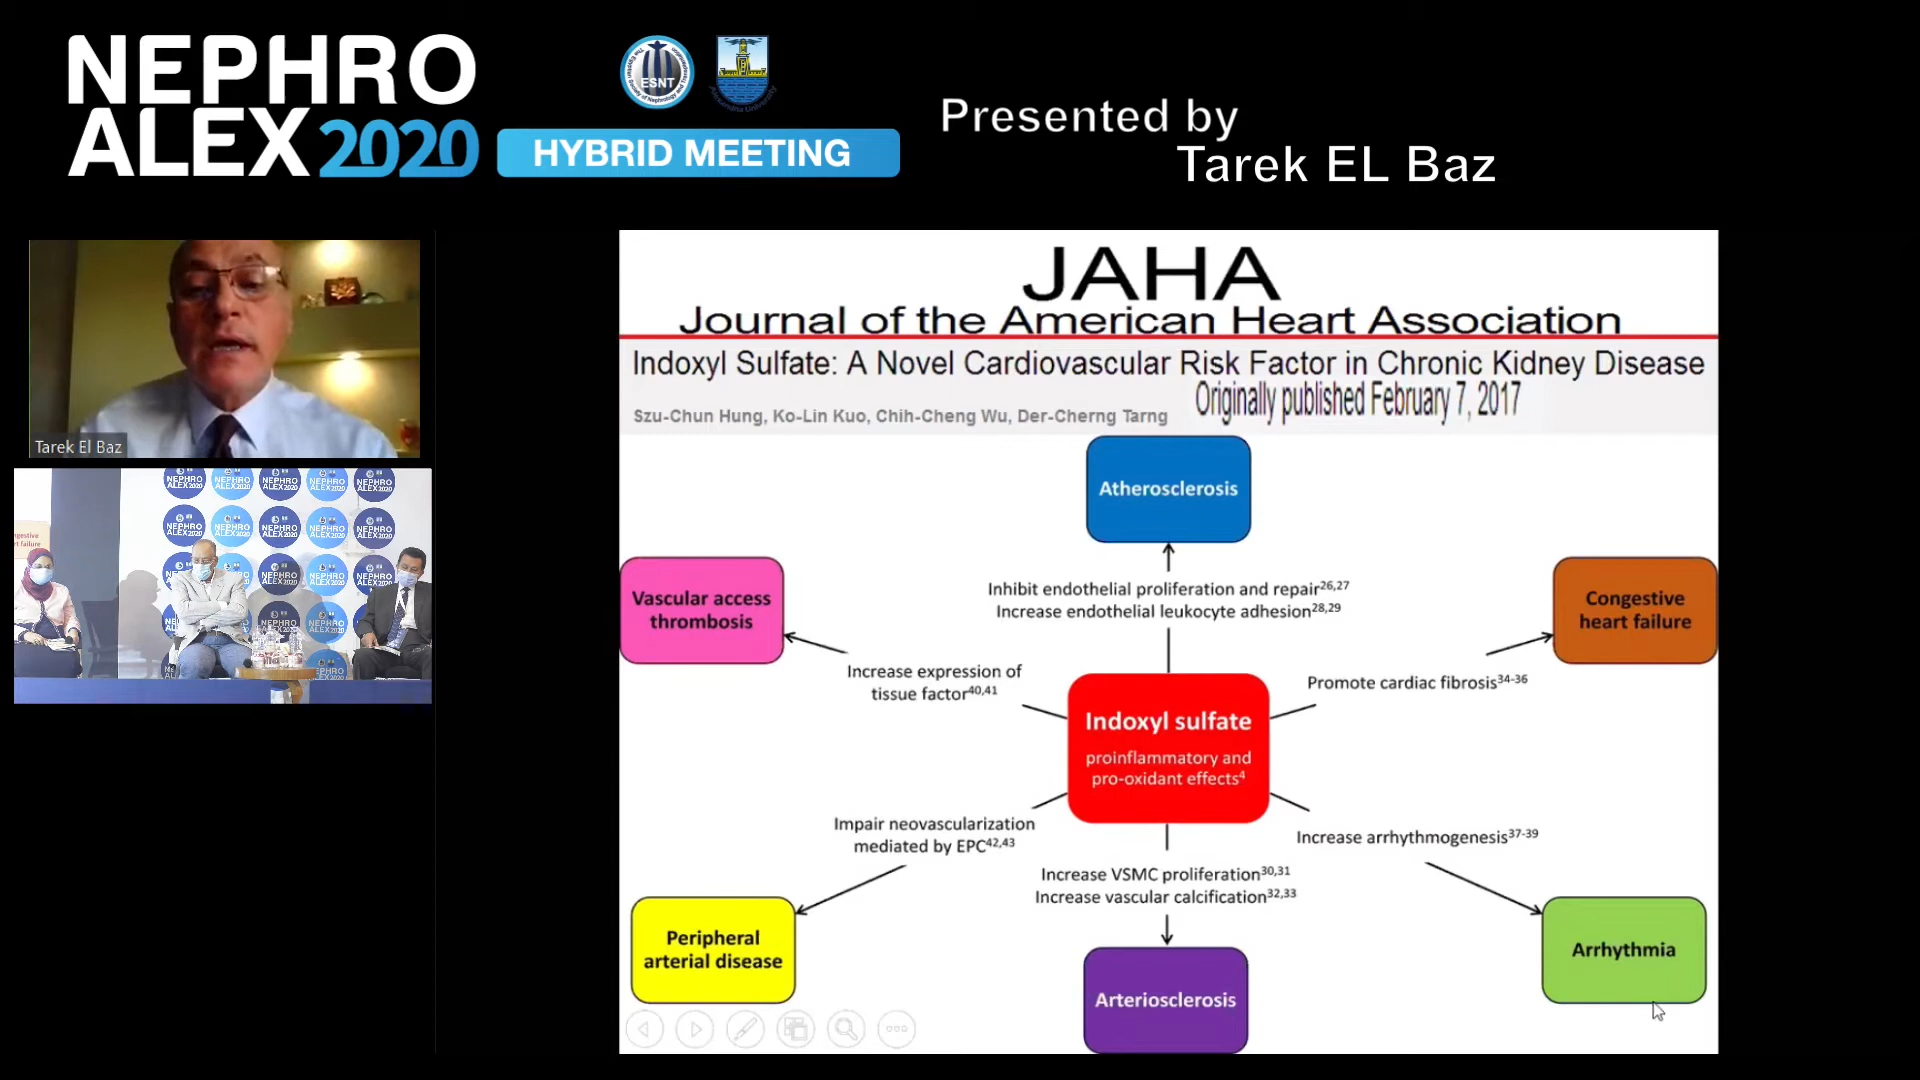 NEPHRO
ALEX 2020
ESNT
HYBRID MEETING
Presented by
Tarek EL Baz
Tarek El Baz
JAHA
Journal of the American Heart Association
Indoxyl Sulfate: A Novel Cardiovascular Risk Factor in Chronic Kidney Disease
Originally published February 7, 2017
Szu-Chun Hung, Ko-Lin Kuo, Chih-Cheng Wu, Der-Cherng Tarng
Atherosclerosis
Inhibit endothelial proliferation and repair26,27
Increase endothelial leukocyte adhesion28,29
Vascular access
thrombosis
Congestive
heart failure
Increase expression of
tissue factor40,41
Promote cardiac fibrosis34-36
Indoxyl sulfate
proinflammatory and
pro-oxidant effects4
Impair neovascularization
mediated by EPC42,43
Increase arrhythmogenesis37-39
Increase VSMC proliferation30,31
Increase vascular calcification32,33
Peripheral
arterial disease
Arteriosclerosis
Arrhythmia